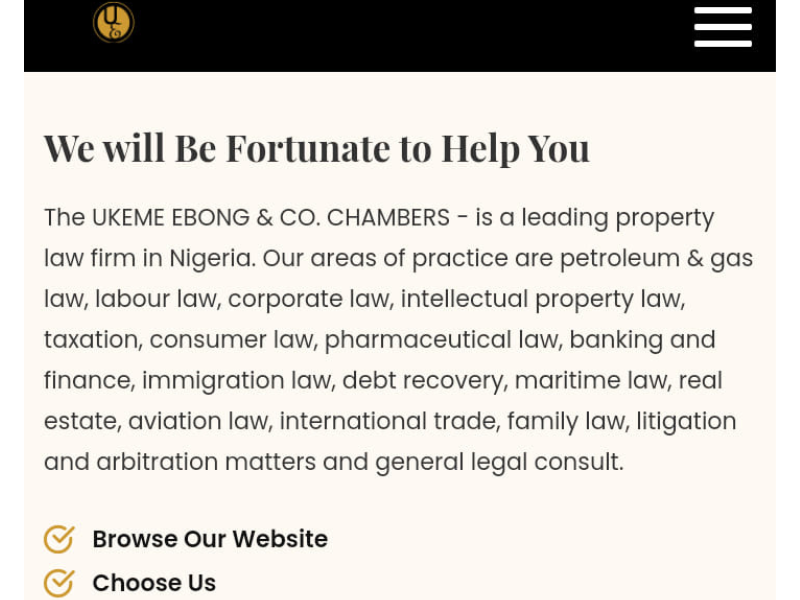 U
&
We will Be Fortunate to Help You
The UKEME EBONG & CO. CHAMBERS - is a leading property
law firm in Nigeria. Our areas of practice are petroleum & gas
law, labour law, corporate law, intellectual property law,
taxation, consumer law, pharmaceutical law, banking and
finance, immigration law, debt recovery, maritime law, real
estate, aviation law, international trade, family law, litigation
and arbitration matters and general legal consult.
Browse Our Website
Choose Us